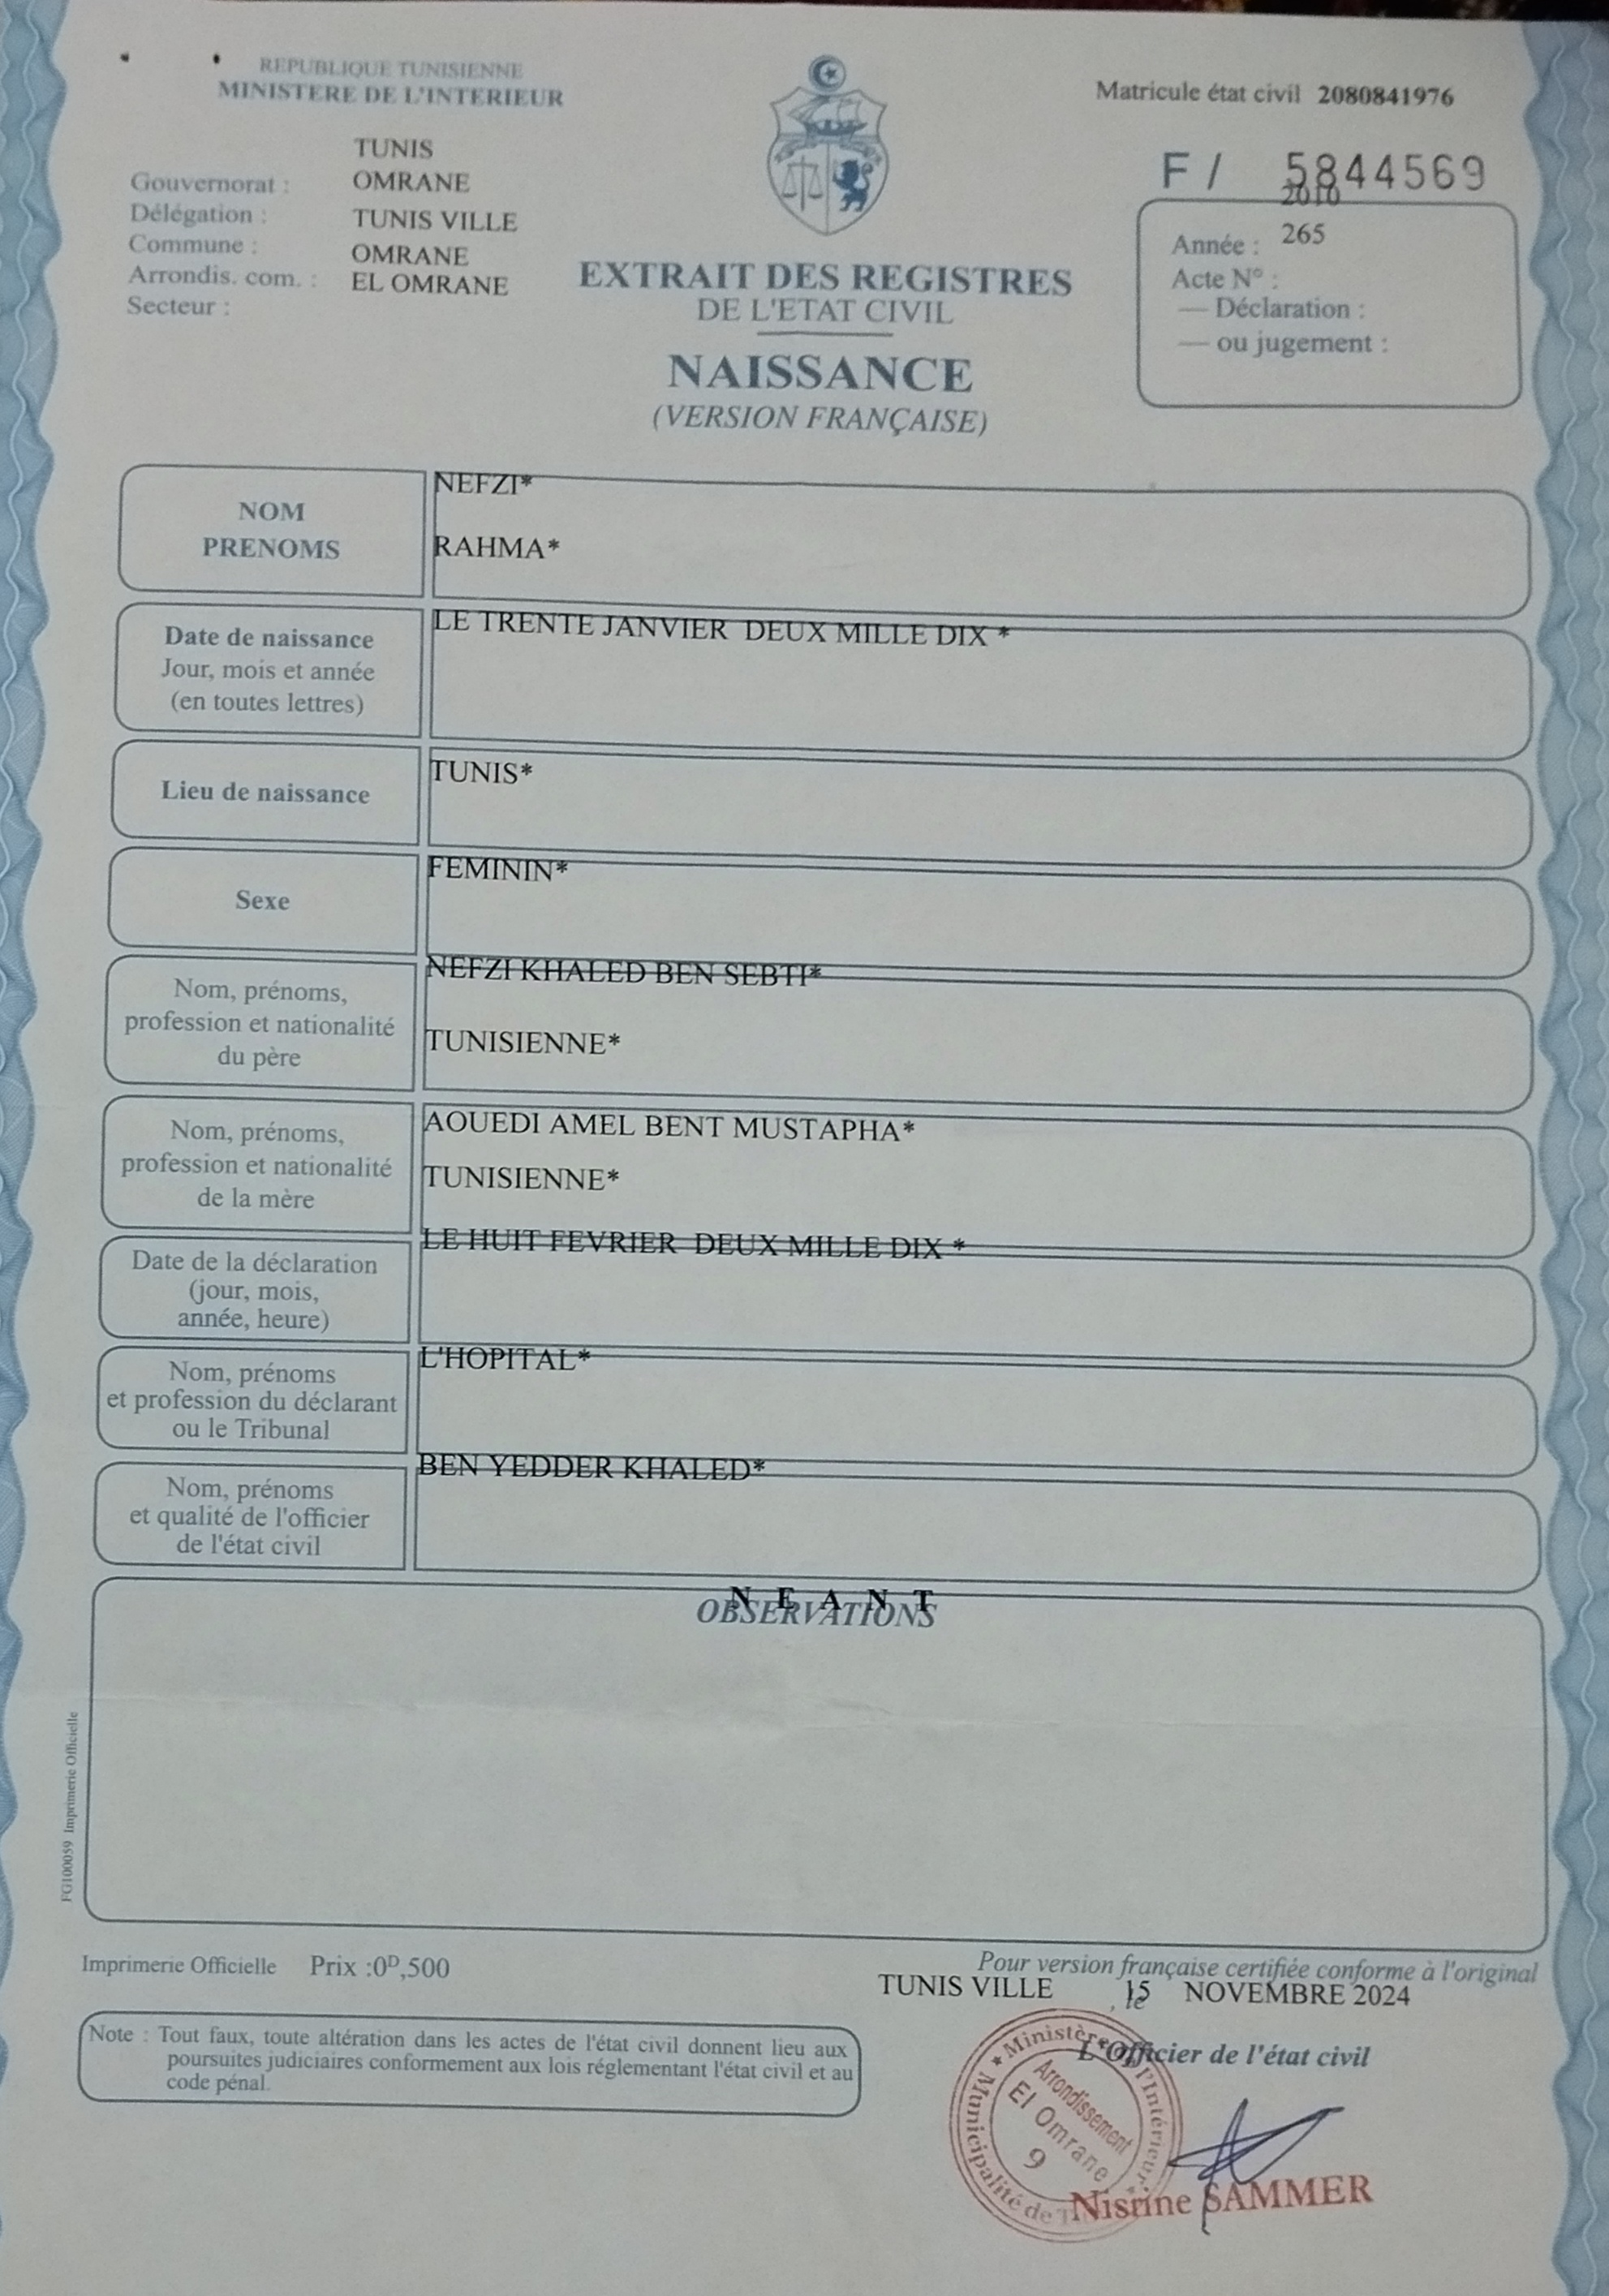 REPUBLIQUE TUNISIENNE
MINISTERE DE L'INTERIEUR
Matricule état civil 2080841976
TUNIS
Gouvernorat : OMRANE
Délégation : TUNIS VILLE
Commune : OMRANE
Arrondis. com. : EL OMRANE
Secteur :
F / 5844569
2010
Année : 265
Acte N° :
— Déclaration :
— ou jugement :
EXTRAIT DES REGISTRES
DE L'ETAT CIVIL
NAISSANCE
(VERSION FRANÇAISE)
NOM
PRENOMS
NEFZI*
RAHMA*
Date de naissance
Jour, mois et année
(en toutes lettres)
LE TRENTE JANVIER DEUX MILLE DIX *
Lieu de naissance
TUNIS*
Sexe
FEMININ*
Nom, prénoms,
profession et nationalité
du père
NEFZI KHALED BEN SEBTI*
TUNISIENNE*
Nom, prénoms,
profession et nationalité
de la mère
AOUEDI AMEL BENT MUSTAPHA*
TUNISIENNE*
Date de la déclaration
(jour, mois,
année, heure)
LE HUIT FEVRIER DEUX MILLE DIX *
Nom, prénoms
et profession du déclarant
ou le Tribunal
L'HOPITAL*
Nom, prénoms
et qualité de l'officier
de l'état civil
BEN YEDDER KHALED*
N E A N T
OBSERVATIONS
FG100059 Imprimerie Officielle
Imprimerie Officielle Prix :0D,500
Pour version française certifiée conforme à l'original
TUNIS VILLE , le 15 NOVEMBRE 2024
Note : Tout faux, toute altération dans les actes de l'état civil donnent lieu aux
poursuites judiciaires conformement aux lois réglementant l'état civil et au
code pénal.
L'Officier de l'état civil
Ministère de l'Intérieur
Municipalité de
Arrondissement
El Omrane
9
Nisrine SAMMER